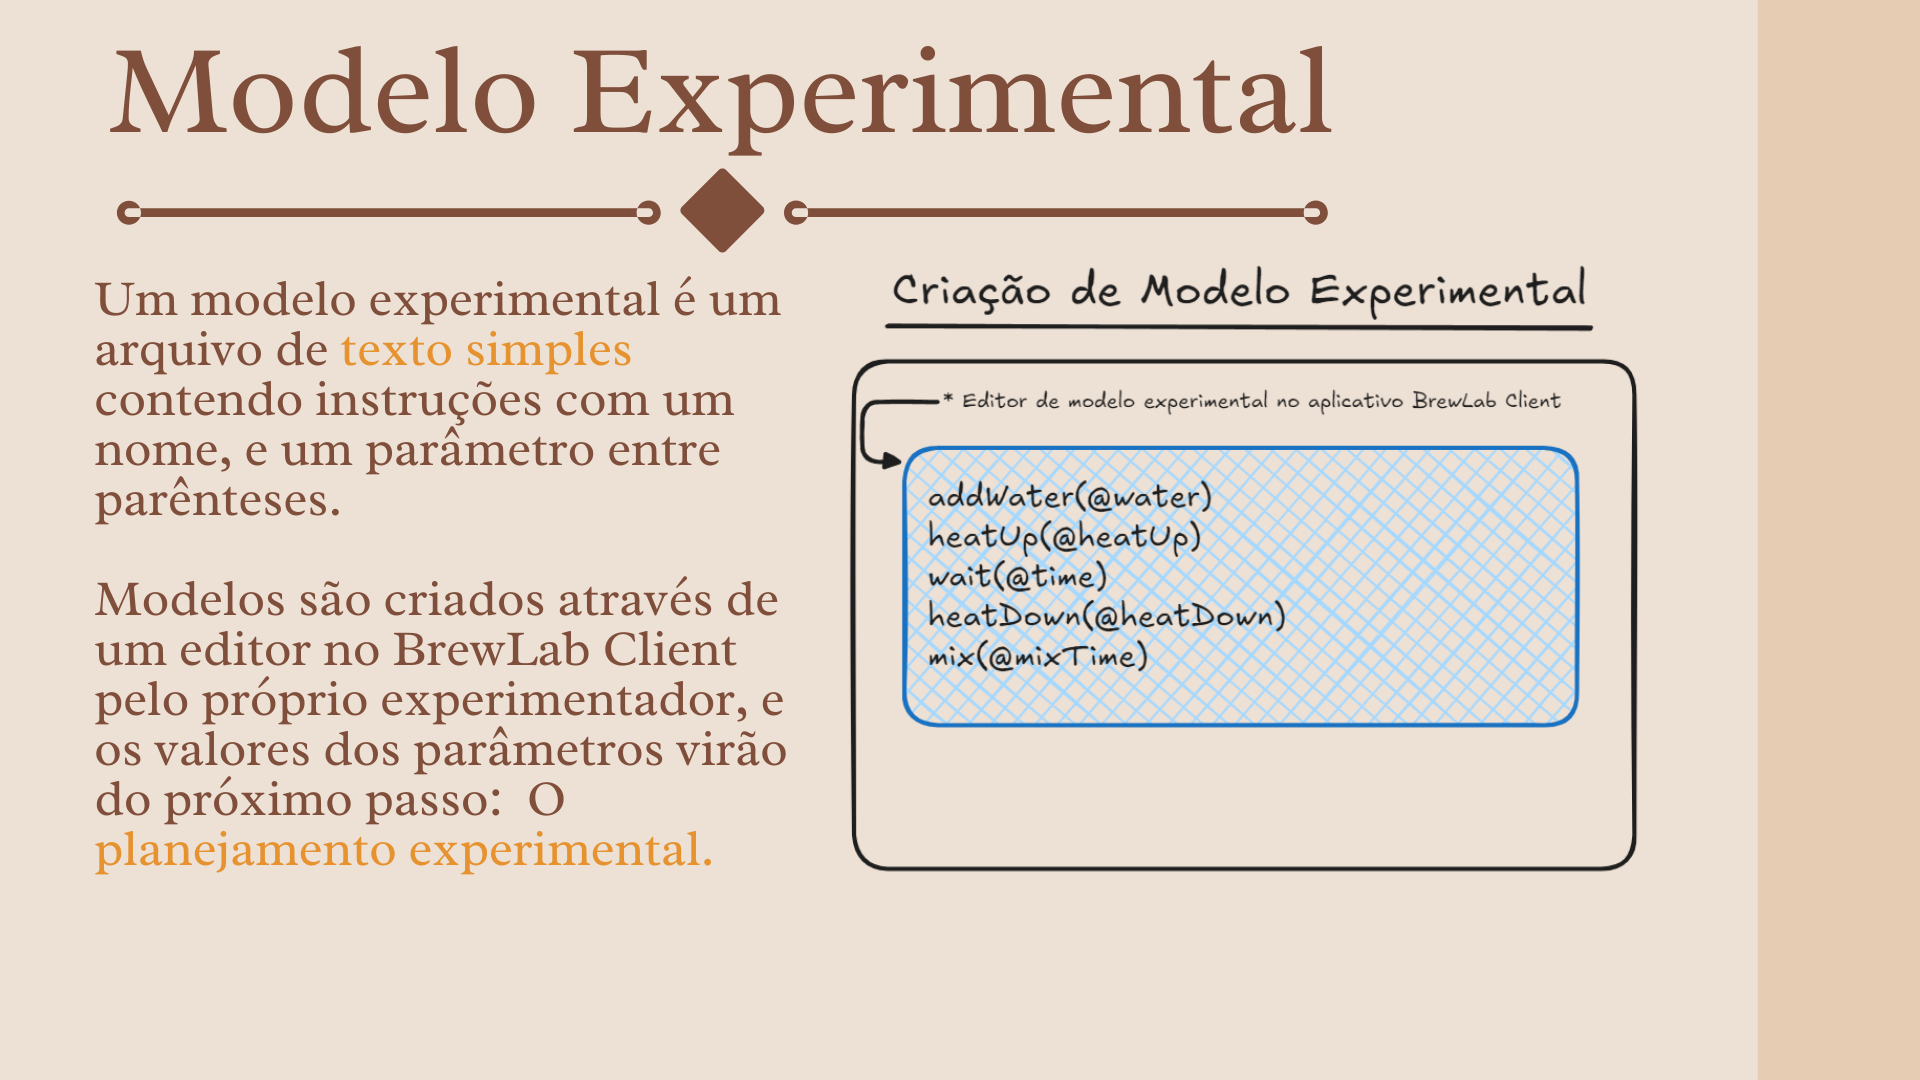 Modelo Experimental
Um modelo experimental é um
arquivo de texto simples
contendo instruções com um
nome, e um parâmetro entre
parênteses.
Modelos são criados através de
um editor no BrewLab Client
pelo próprio experimentador, e
os valores dos parâmetros virão
do próximo passo: O
planejamento experimental.
Criação de Modelo Experimental
* Editor de modelo experimental no aplicativo BrewLab Client
addWater(@water)
heatUp(@heatUp)
wait(@time)
heatDown(@heatDown)
mix(@mixTime)